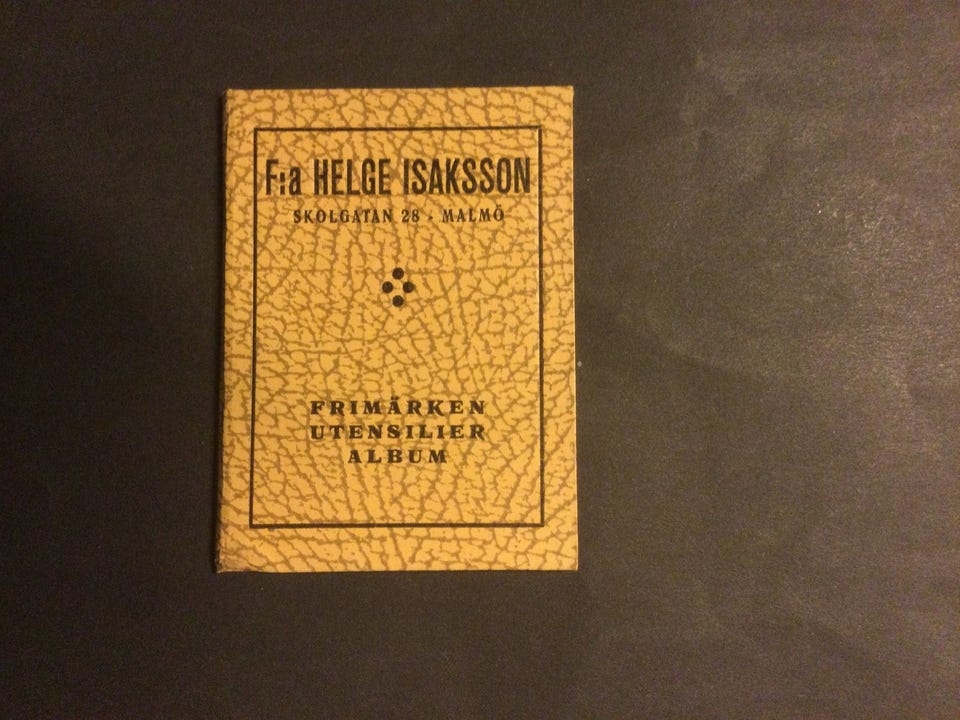 F:a HELGE ISAKSSON
SKOLGATAN 28 - MALMÖ
FRIMÄRKEN
UTENSILIER
ALBUM